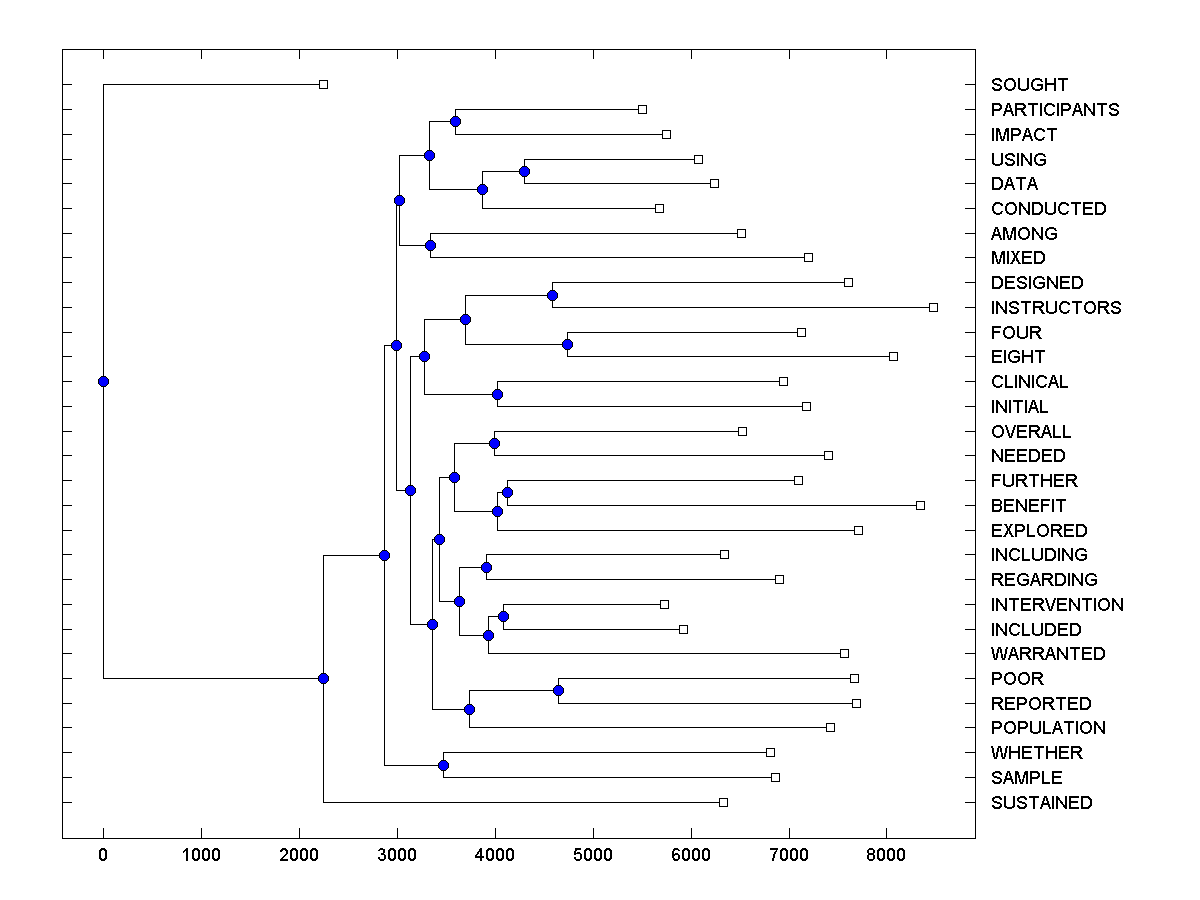 SOUGHT
PARTICIPANTS
IMPACT
USING
DATA
CONDUCTED
AMONG
MIXED
DESIGNED
INSTRUCTORS
FOUR
EIGHT
CLINICAL
INITIAL
OVERALL
NEEDED
FURTHER
BENEFIT
EXPLORED
INCLUDING
REGARDING
INTERVENTION
INCLUDED
WARRANTED
POOR
REPORTED
POPULATION
WHETHER
SAMPLE
SUSTAINED
0 1000 2000 3000 4000 5000 6000 7000 8000